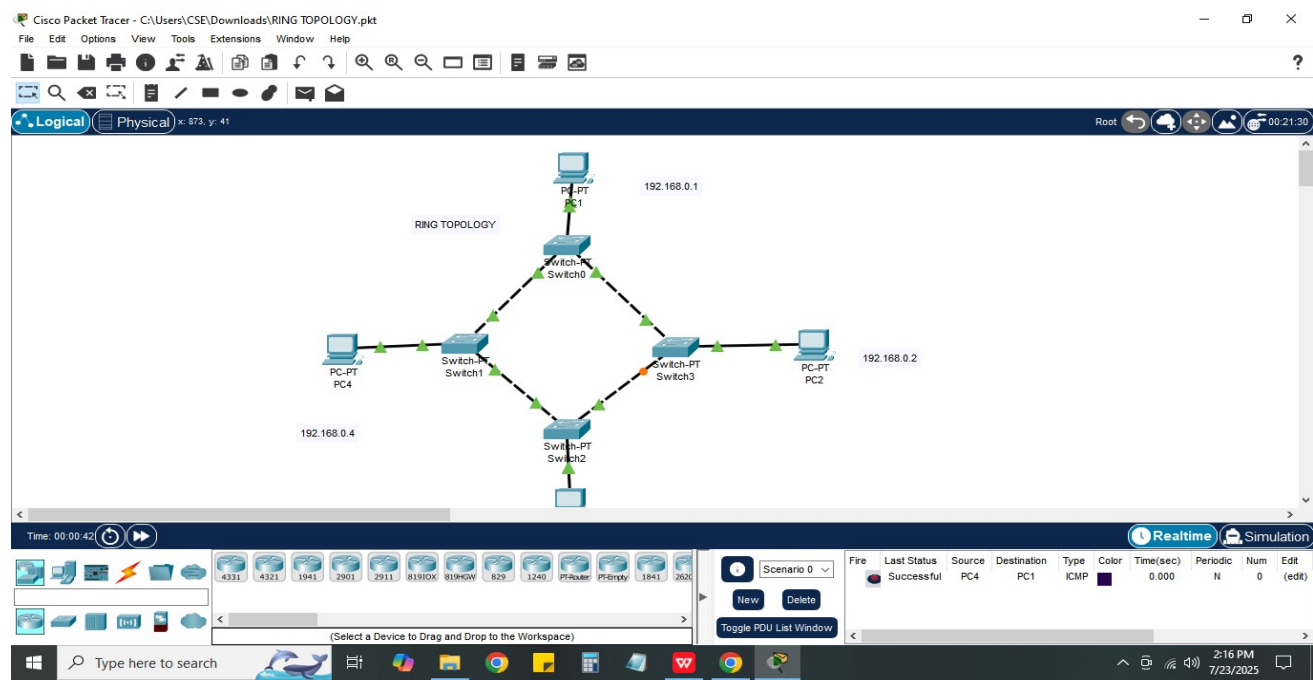 Cisco Packet Tracer - C:\Users\CSE\Downloads\RING TOPOLOGY.pkt
File Edit Options View Tools Extensions Window Help
?
Logical Physical x: 873, y: 41 Root 00:21:30
PC-PT
PC1
192.168.0.1
RING TOPOLOGY
Switch-PT
Switch0
Switch-PT
Switch1
Switch-PT
Switch3
PC-PT
PC4
PC-PT
PC2
192.168.0.2
192.168.0.4
Switch-PT
Switch2
Time: 00:00:42 Realtime Simulation
4331 4321 1941 2901 2911 819IOX 819HGW 829 1240 PT-Router PT-Empty 1841 2620
Scenario 0
New Delete
Toggle PDU List Window
Fire Last Status Source Destination Type Color Time(sec) Periodic Num Edit
Successful PC4 PC1 ICMP 0.000 N 0 (edit)
(Select a Device to Drag and Drop to the Workspace)
Type here to search
2:16 PM
7/23/2025